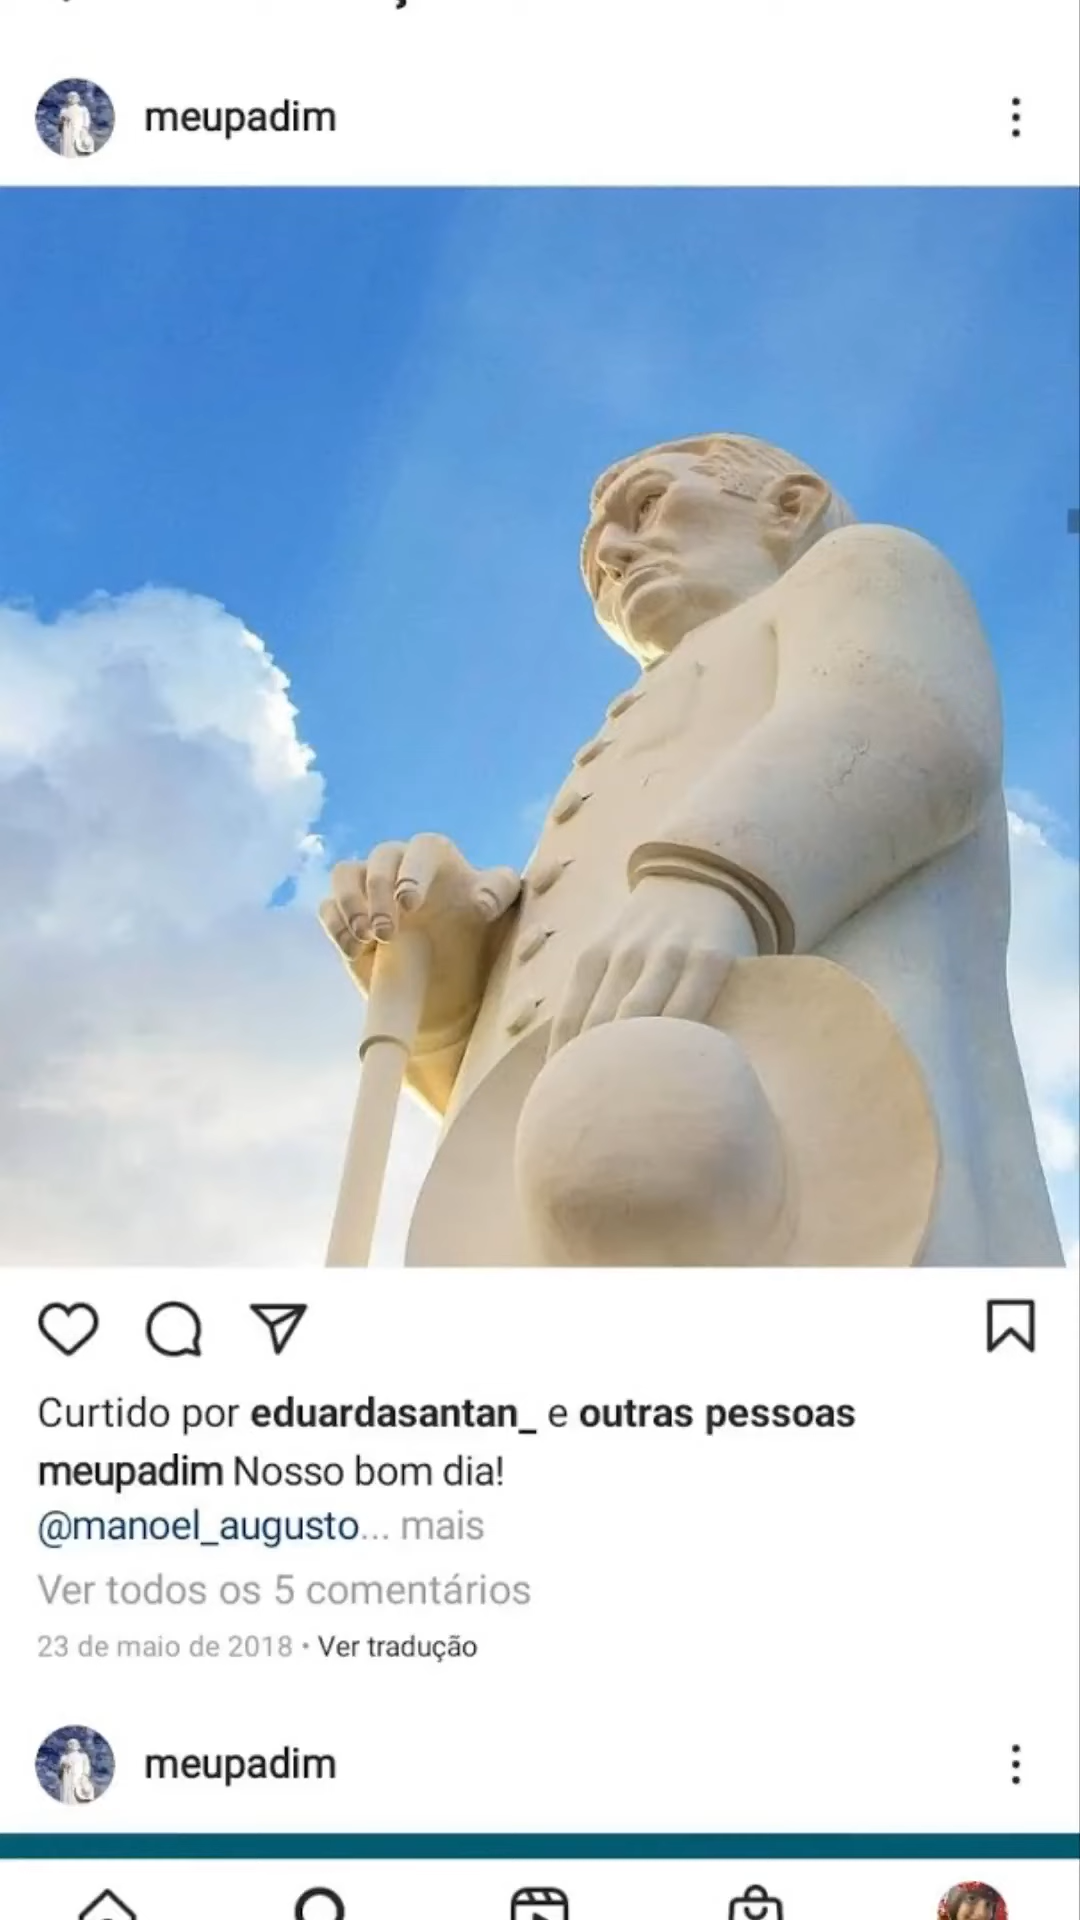 meupadim
Curtido por eduardasantan_ e outras pessoas
meupadim Nosso bom dia!
@manoel_augusto... mais
Ver todos os 5 comentários
23 de maio de 2018 • Ver tradução
meupadim